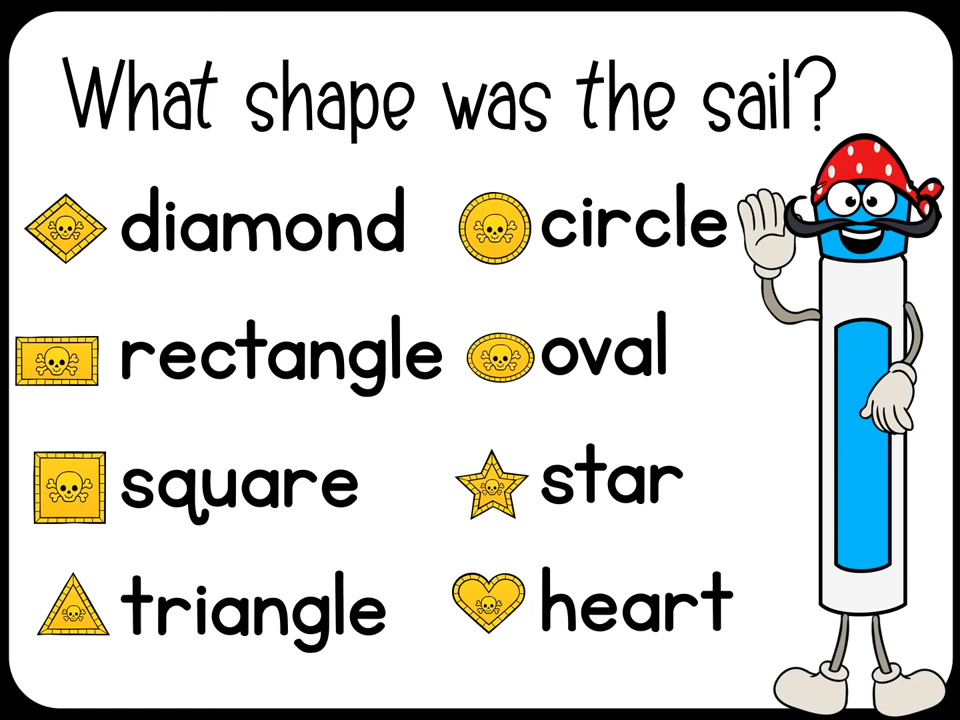 What shape was the sail?
diamond
circle
rectangle
oval
square
star
triangle
heart